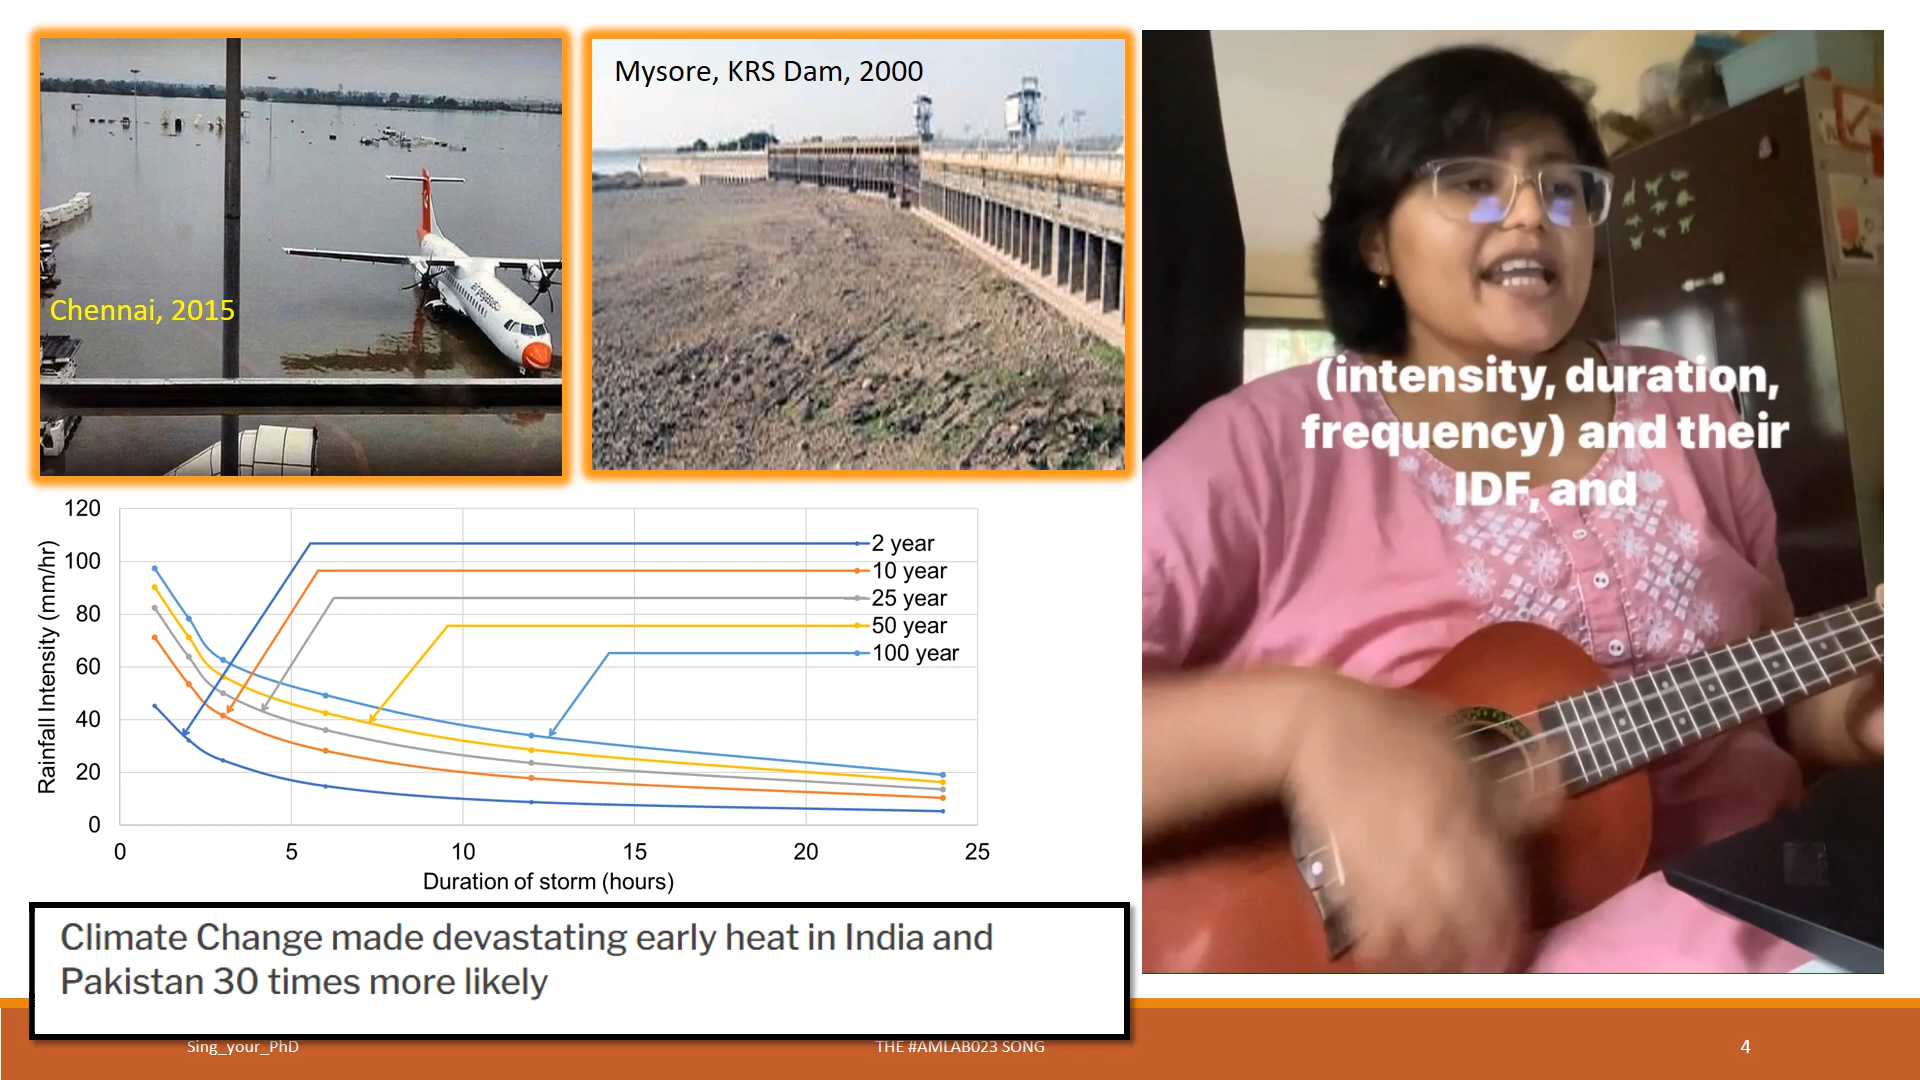 Chennai, 2015
Mysore, KRS Dam, 2000
(intensity, duration,
frequency) and their
IDF, and
Rainfall Intensity (mm/hr)
120
100
80
60
40
20
0
2 year
10 year
25 year
50 year
100 year
0 5 10 15 20 25
Duration of storm (hours)
Climate Change made devastating early heat in India and
Pakistan 30 times more likely
Sing_your_PhD
THE #AMLAB023 SONG
4